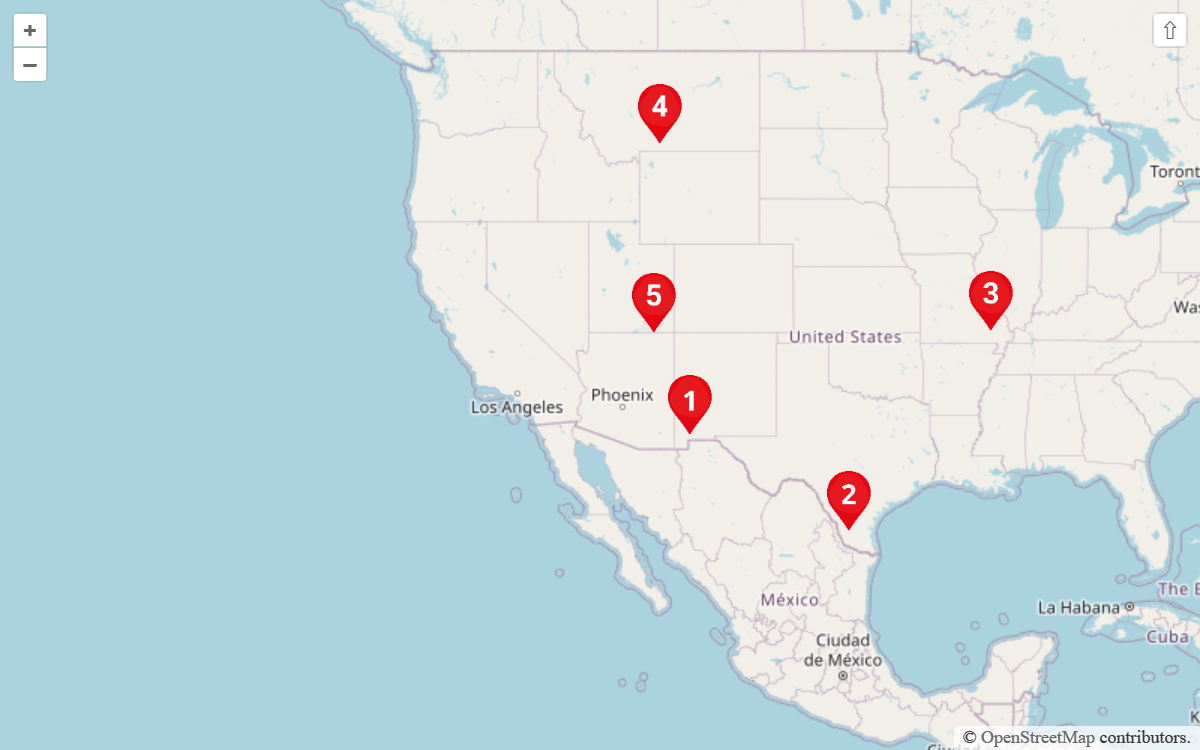 +
⇧
−
4
Toront
5
3
Was
United States
1
Phoenix
Los Angeles
2
The B
México
La Habana
Cuba
Ciudad
de México
K
© OpenStreetMap contributors.